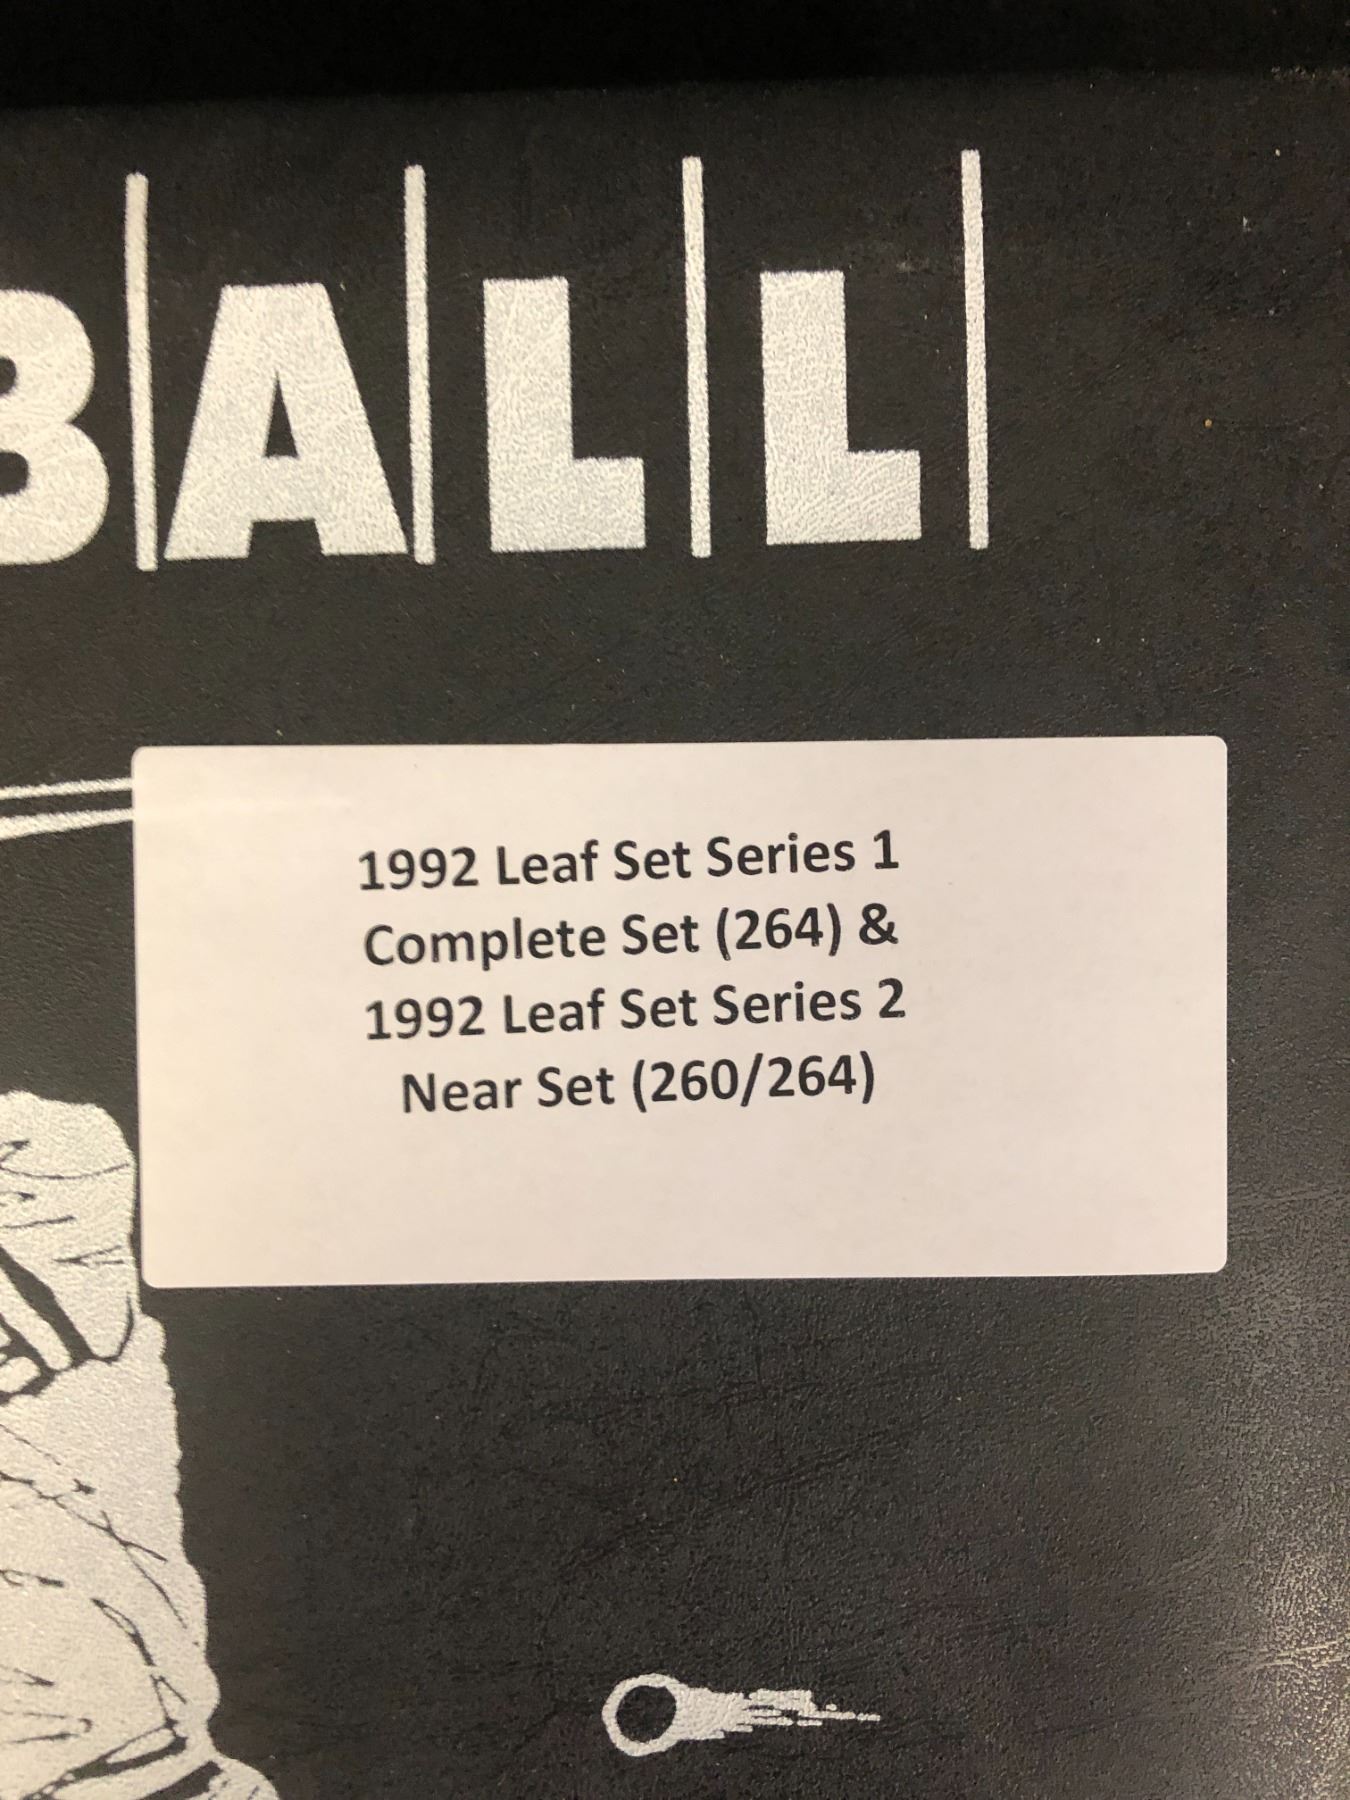 BALL
1992 Leaf Set Series 1
Complete Set (264) &
1992 Leaf Set Series 2
Near Set (260/264)